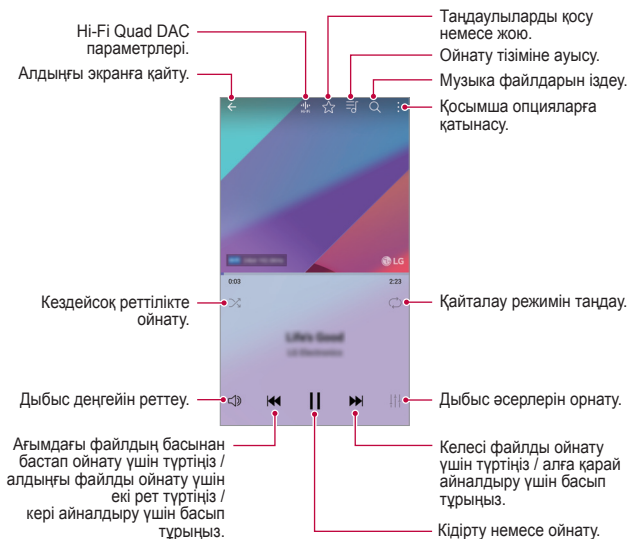 Hi-Fi Quad DAC
параметрлері.
Алдыңғы экранға қайту.
Таңдаулыларды қосу
немесе жою.
Ойнату тізіміне ауысу.
Музыка файлдарын іздеу.
Қосымша опцияларға
қатынасу.
LG
0:03
2:23
Кездейсоқ реттілікте
ойнату.
Қайталау режимін таңдау.
Life's Good
LG Electronics
Дыбыс деңгейін реттеу.
Дыбыс әсерлерін орнату.
Ағымдағы файлдың басынан
бастап ойнату үшін түртіңіз /
алдыңғы файлды ойнату үшін
екі рет түртіңіз /
кері айналдыру үшін басып
тұрыңыз.
Келесі файлды ойнату
үшін түртіңіз / алға қарай
айналдыру үшін басып
тұрыңыз.
Кідірту немесе ойнату.